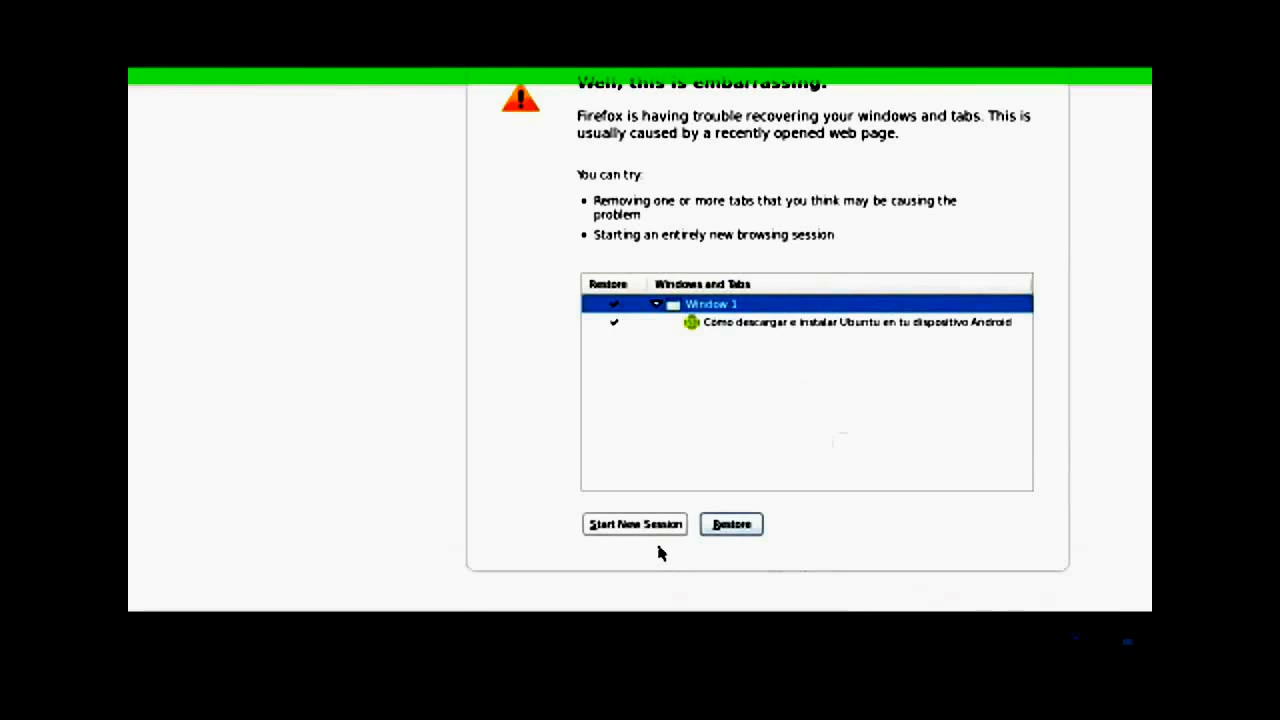 Well, this is embarrassing.
Firefox is having trouble recovering your windows and tabs. This is
usually caused by a recently opened web page.
You can try:
• Removing one or more tabs that you think may be causing the
problem
• Starting an entirely new browsing session
Restore Windows and Tabs
Window 1
Cómo descargar e instalar Ubuntu en tu dispositivo Android
Start New Session Restore